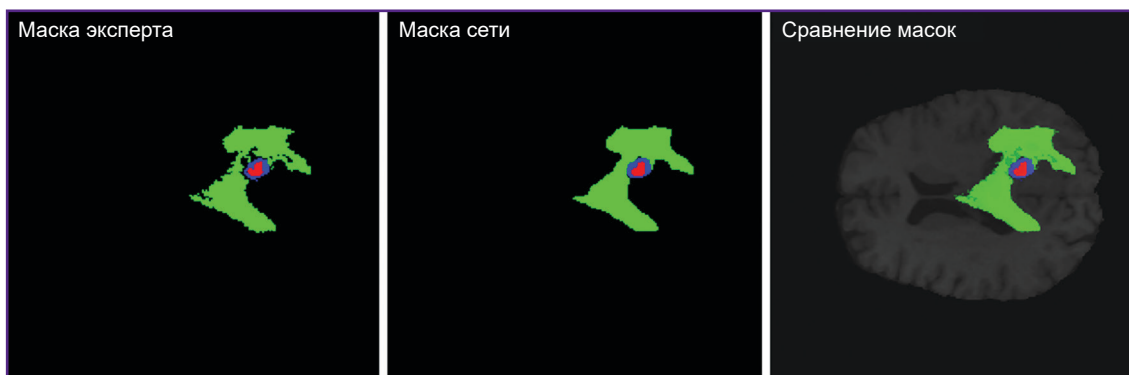 Маска эксперта
Маска сети
Сравнение масок